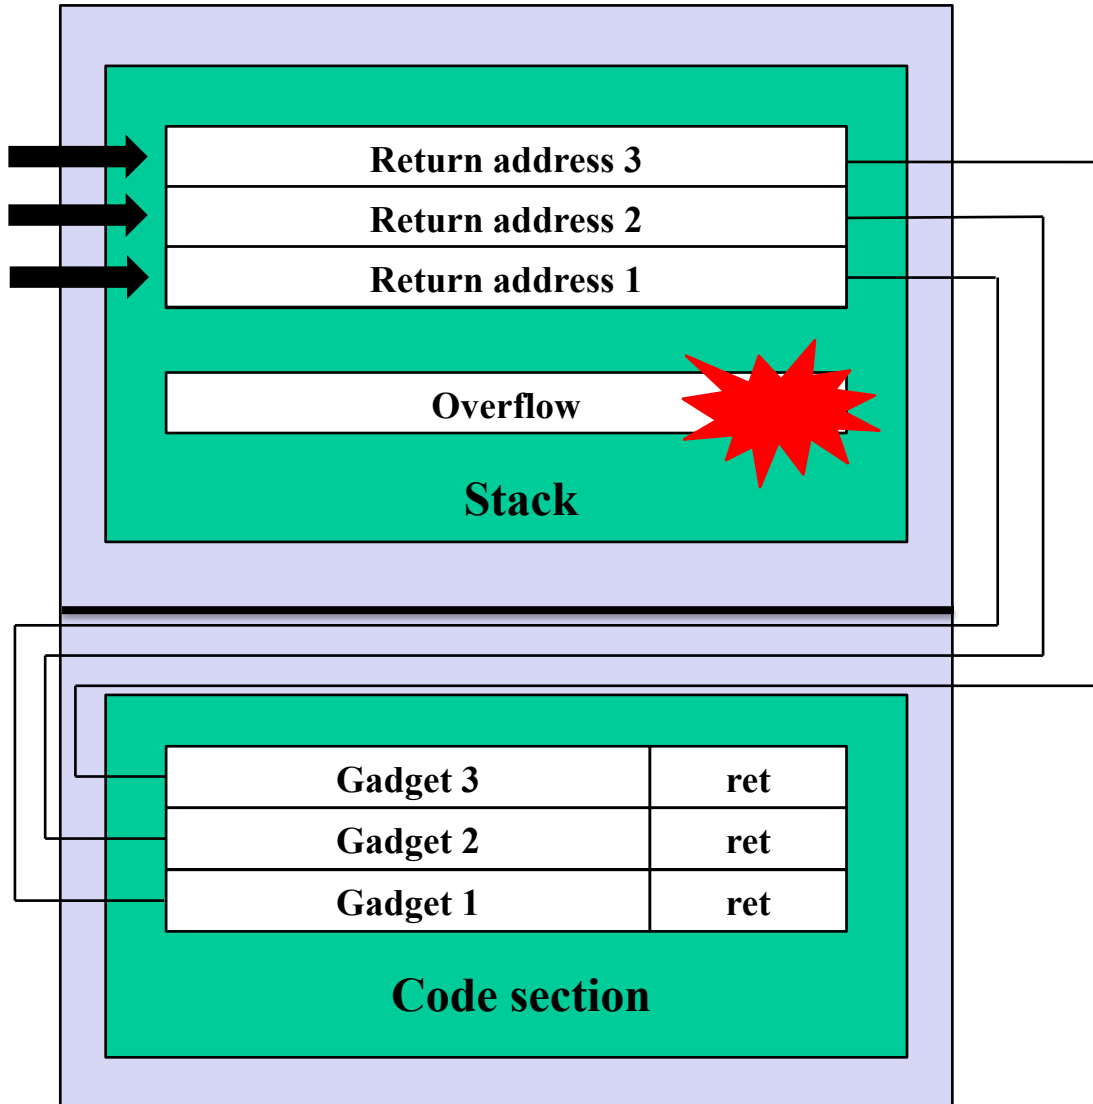 Return address 3
Return address 2
Return address 1
Overflow
Stack
Gadget 3 ret
Gadget 2 ret
Gadget 1 ret
Code section